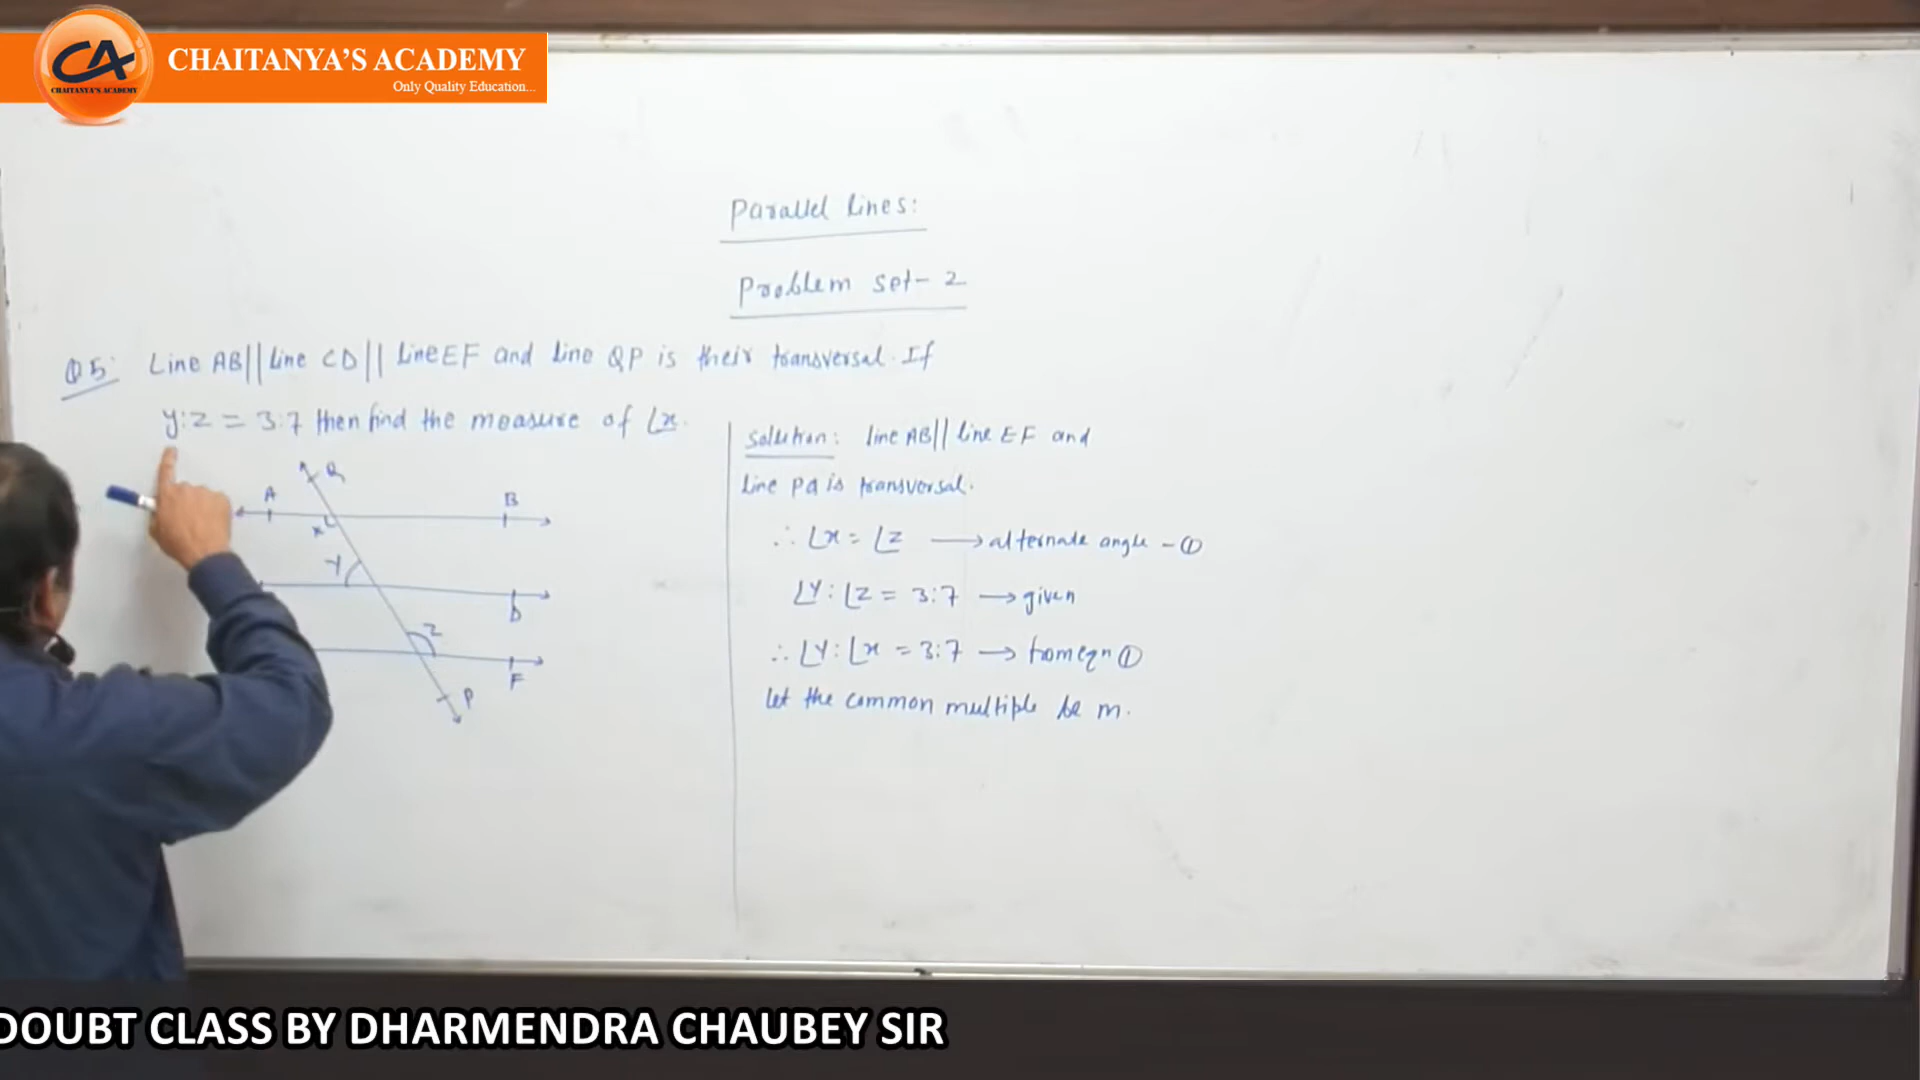 CHAITANYA'S ACADEMY
Only Quality Education...
CA
CHAITANYA'S ACADEMY
Parallel Lines:
Problem set-2
Q5: Line AB||Line CD||Line EF and line QP is their transversal. If
y:z = 3:7 then find the measure of ∠x.
Q
A
B
x
y
D
z
F
P
Solution: line AB||line EF and
line PQ is transversal.
∴ ∠x = ∠z ⟶ alternate angle - ①
∠y : ∠z = 3:7 ⟶ given
∴ ∠y : ∠x = 3:7 ⟶ from eqn ①
let the common multiple be m.
DOUBT CLASS BY DHARMENDRA CHAUBEY SIR